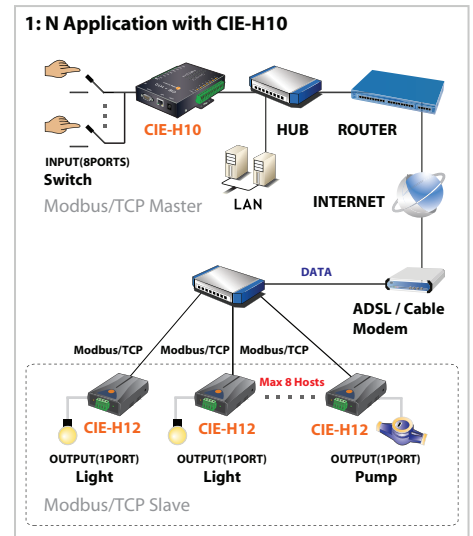 1: N Application with CIE-H10
CIE-H10
HUB
ROUTER
INPUT(8PORTS)
Switch
Modbus/TCP Master
LAN
INTERNET
DATA
ADSL / Cable
Modem
Modbus/TCP
Modbus/TCP
Modbus/TCP
Max 8 Hosts
CIE-H12
CIE-H12
CIE-H12
OUTPUT(1PORT)
Light
OUTPUT(1PORT)
Light
OUTPUT(1PORT)
Pump
Modbus/TCP Slave